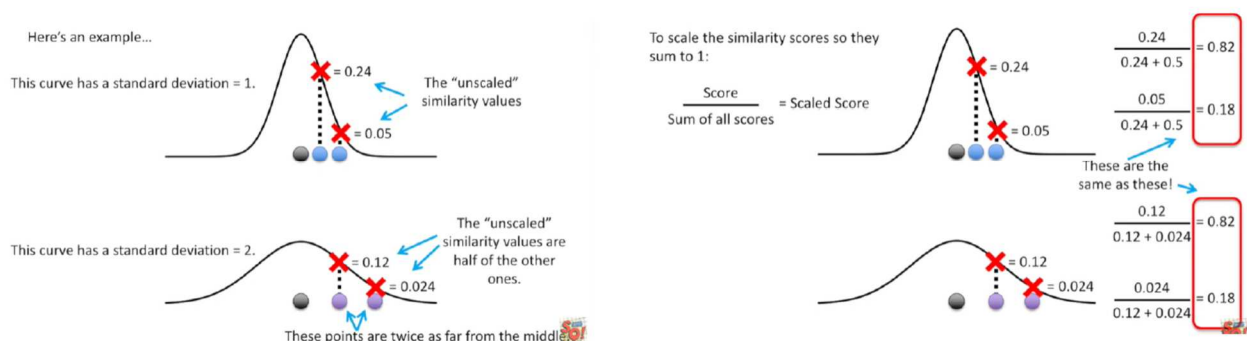 Here's an example...
This curve has a standard deviation = 1.
= 0.24
= 0.05
The "unscaled"
similarity values
This curve has a standard deviation = 2.
= 0.12
= 0.024
The "unscaled"
similarity values are
half of the other
ones.
These points are twice as far from the middle.
To scale the similarity scores so they
sum to 1:
Score
Sum of all scores
= Scaled Score
= 0.24
= 0.05
0.24
0.24 + 0.5
= 0.82
0.05
0.24 + 0.5
= 0.18
These are the
same as these!
= 0.12
= 0.024
0.12
0.12 + 0.024
= 0.82
0.024
0.12 + 0.024
= 0.18